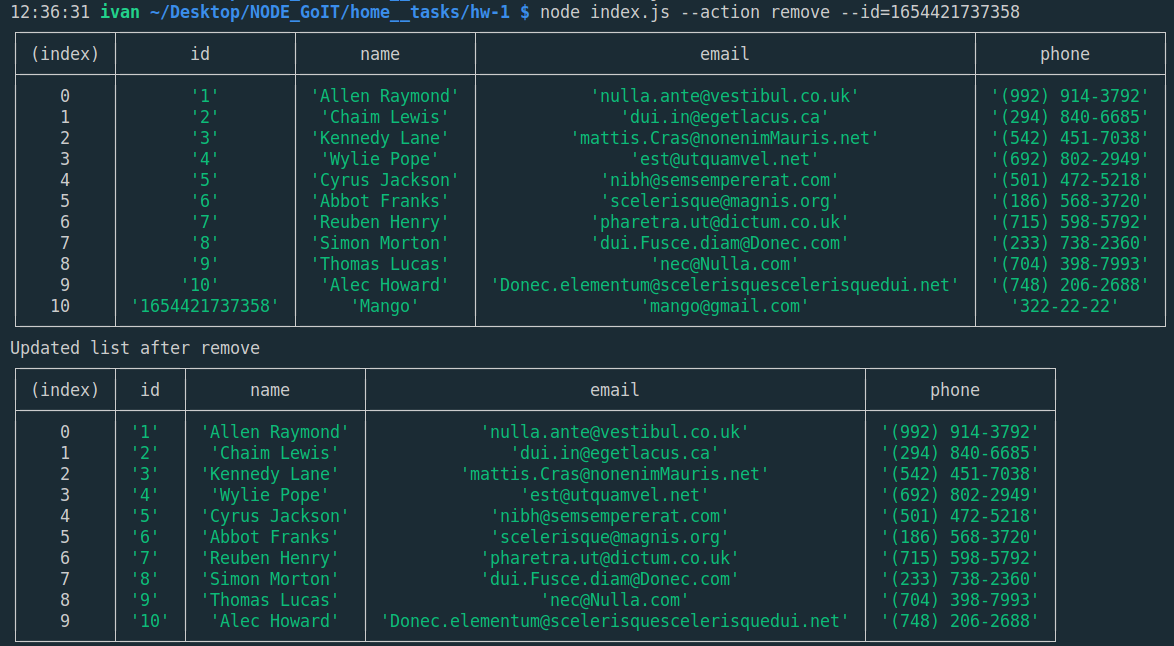 12:36:31 ivan ~/Desktop/NODE_GoIT/home__tasks/hw-1 $ node index.js --action remove --id=1654421737358
(index) id name email phone
0 '1' 'Allen Raymond' 'nulla.ante@vestibul.co.uk' '(992) 914-3792'
1 '2' 'Chaim Lewis' 'dui.in@egetlacus.ca' '(294) 840-6685'
2 '3' 'Kennedy Lane' 'mattis.Cras@nonenimMauris.net' '(542) 451-7038'
3 '4' 'Wylie Pope' 'est@utquamvel.net' '(692) 802-2949'
4 '5' 'Cyrus Jackson' 'nibh@semsempererat.com' '(501) 472-5218'
5 '6' 'Abbot Franks' 'scelerisque@magnis.org' '(186) 568-3720'
6 '7' 'Reuben Henry' 'pharetra.ut@dictum.co.uk' '(715) 598-5792'
7 '8' 'Simon Morton' 'dui.Fusce.diam@Donec.com' '(233) 738-2360'
8 '9' 'Thomas Lucas' 'nec@Nulla.com' '(704) 398-7993'
9 '10' 'Alec Howard' 'Donec.elementum@scelerisquescelerisquedui.net' '(748) 206-2688'
10 '1654421737358' 'Mango' 'mango@gmail.com' '322-22-22'
Updated list after remove
(index) id name email phone
0 '1' 'Allen Raymond' 'nulla.ante@vestibul.co.uk' '(992) 914-3792'
1 '2' 'Chaim Lewis' 'dui.in@egetlacus.ca' '(294) 840-6685'
2 '3' 'Kennedy Lane' 'mattis.Cras@nonenimMauris.net' '(542) 451-7038'
3 '4' 'Wylie Pope' 'est@utquamvel.net' '(692) 802-2949'
4 '5' 'Cyrus Jackson' 'nibh@semsempererat.com' '(501) 472-5218'
5 '6' 'Abbot Franks' 'scelerisque@magnis.org' '(186) 568-3720'
6 '7' 'Reuben Henry' 'pharetra.ut@dictum.co.uk' '(715) 598-5792'
7 '8' 'Simon Morton' 'dui.Fusce.diam@Donec.com' '(233) 738-2360'
8 '9' 'Thomas Lucas' 'nec@Nulla.com' '(704) 398-7993'
9 '10' 'Alec Howard' 'Donec.elementum@scelerisquescelerisquedui.net' '(748) 206-2688'